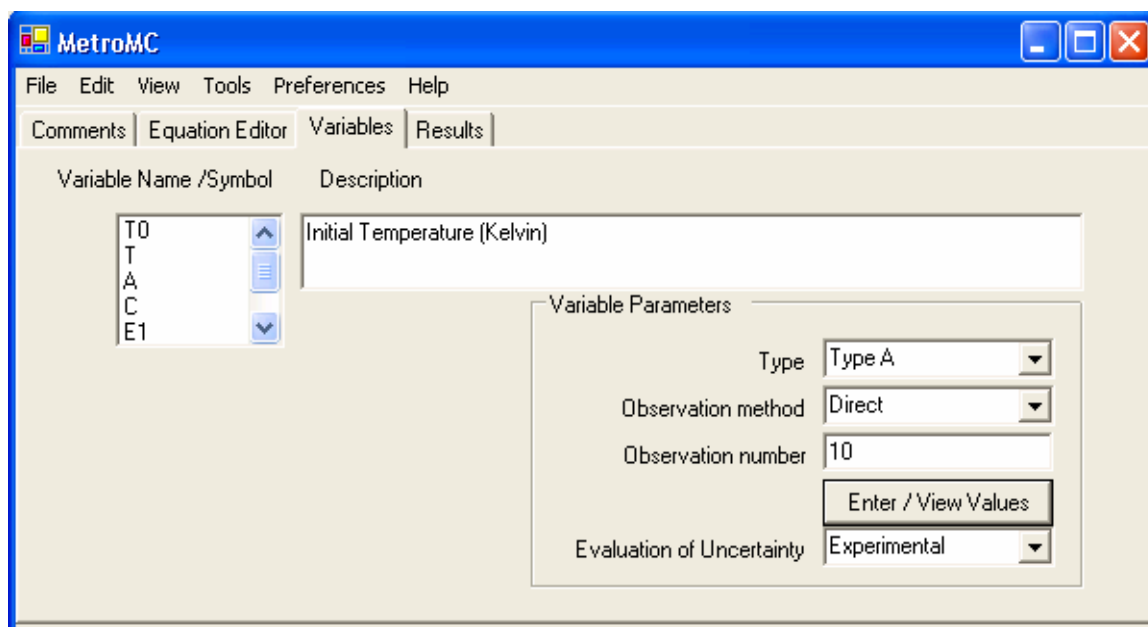 MetroMC
File Edit View Tools Preferences Help
Comments Equation Editor Variables Results
Variable Name /Symbol Description
T0
T
A
C
E1
Initial Temperature (Kelvin)
Variable Parameters
Type Type A
Observation method Direct
Observation number 10
Enter / View Values
Evaluation of Uncertainty Experimental